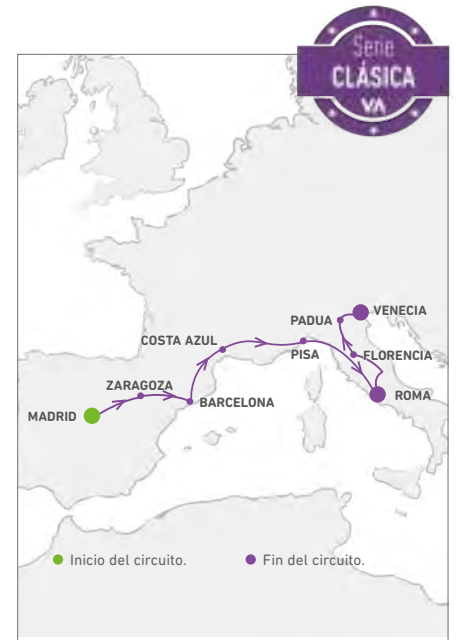 Serie
CLÁSICA
VA
VENECIA
PADUA
COSTA AZUL
PISA
FLORENCIA
ZARAGOZA
BARCELONA
ROMA
MADRID
Inicio del circuito.
Fin del circuito.